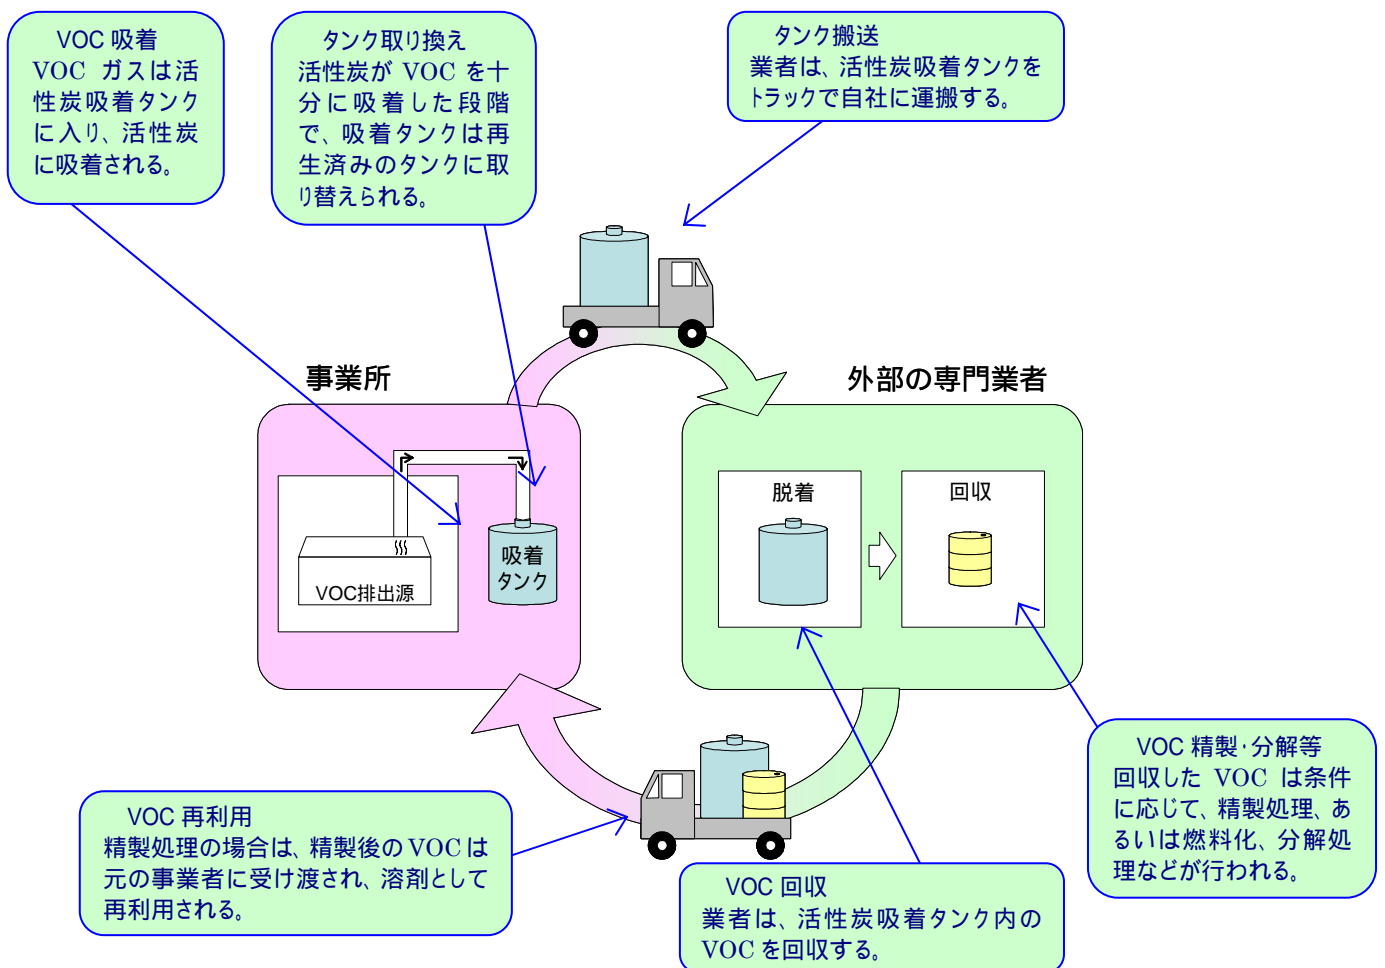 VOC 吸着
VOC ガスは活
性炭吸着タンク
に入り、活性炭
に吸着される。
タンク取り換え
活性炭が VOC を十
分に吸着した段階
で、吸着タンクは再
生済みのタンクに取
り替えられる。
タンク搬送
業者は、活性炭吸着タンクを
トラックで自社に運搬する。
事業所
外部の専門業者
VOC排出源
吸着
タンク
脱着
回収
VOC 再利用
精製処理の場合は、精製後の VOC は
元の事業者に受け渡され、溶剤として
再利用される。
VOC 回収
業者は、活性炭吸着タンク内の
VOC を回収する。
VOC 精製・分解等
回収した VOC は条件
に応じて、精製処理、あ
るいは燃料化、分解処
理などが行われる。